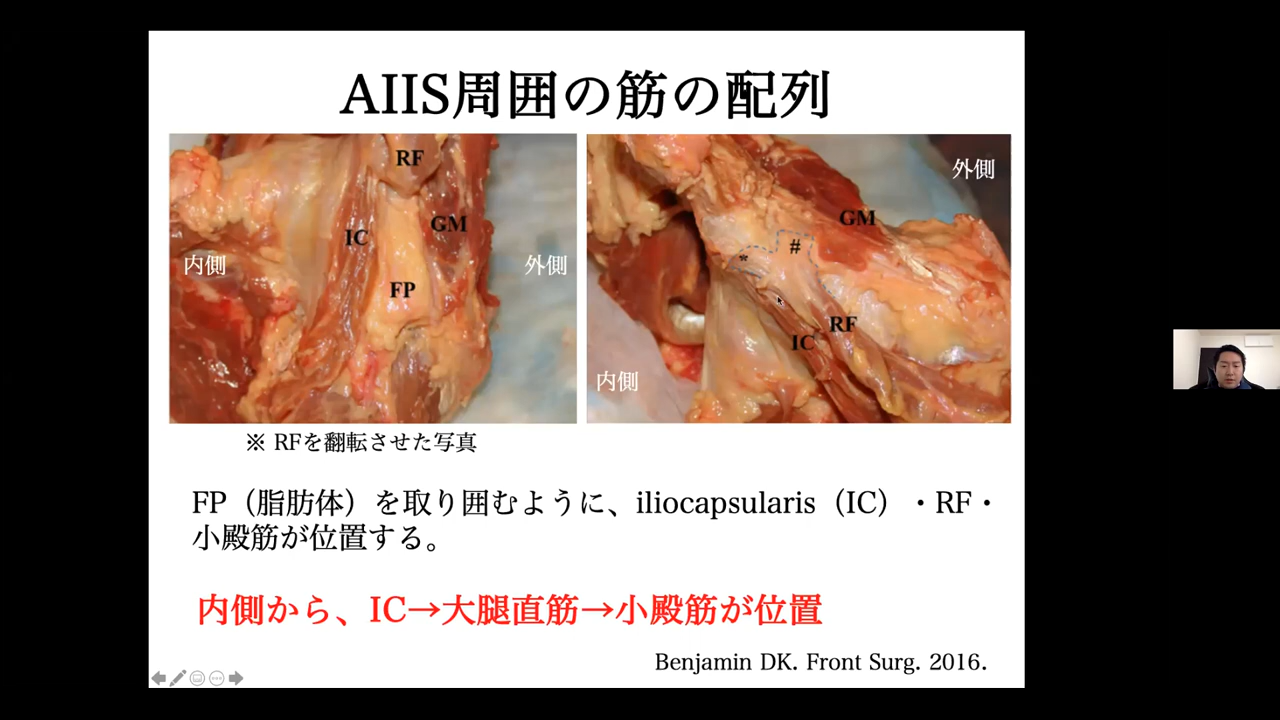 AIIS周囲の筋の配列
RF
IC
GM
内側
外側
FP
外側
GM
#
*
RF
IC
内側
※ RFを翻転させた写真
FP（脂肪体）を取り囲むように、iliocapsularis（IC）・RF・
小殿筋が位置する。
内側から、IC→大腿直筋→小殿筋が位置
Benjamin DK. Front Surg. 2016.